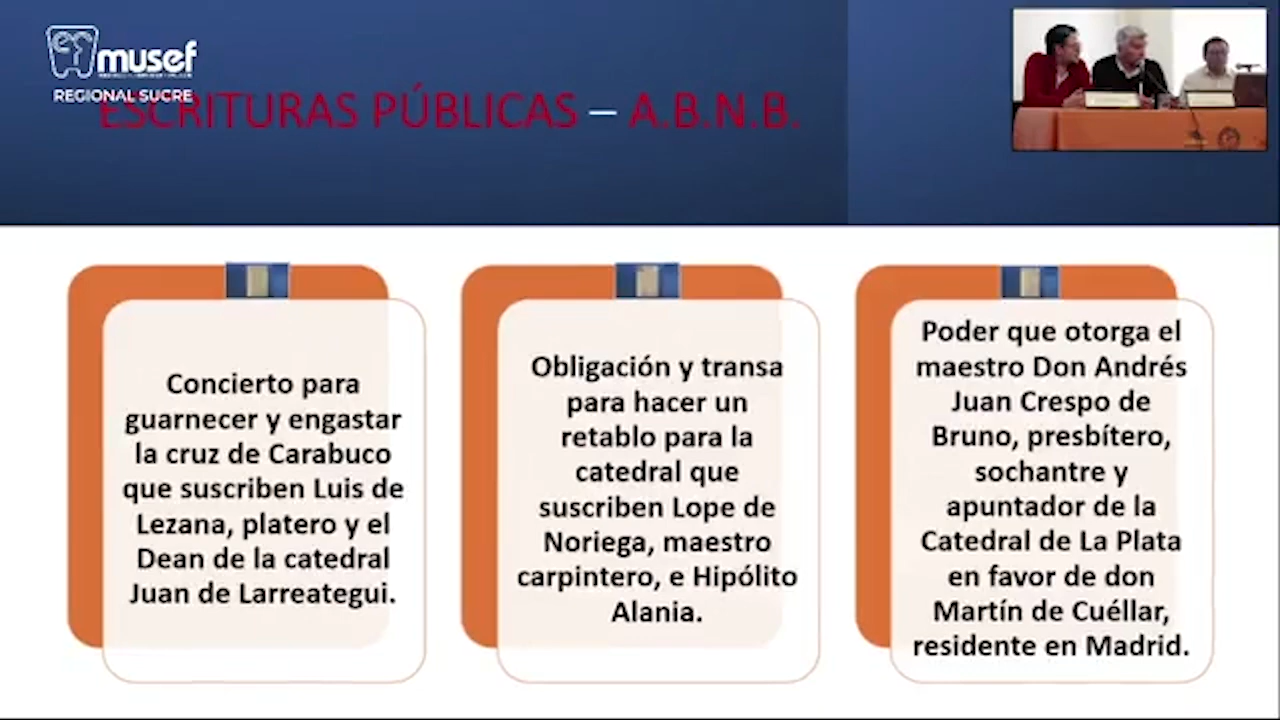 musef
REGIONAL SUCRE
ESCRITURAS PÚBLICAS – A.B.N.B.
Concierto para
guarnecer y engastar
la cruz de Carabuco
que suscriben Luis de
Lezana, platero y el
Dean de la catedral
Juan de Larreategui.
Obligación y transa
para hacer un
retablo para la
catedral que
suscriben Lope de
Noriega, maestro
carpintero, e Hipólito
Alania.
Poder que otorga el
maestro Don Andrés
Juan Crespo de
Bruno, presbítero,
sochantre y
apuntador de la
Catedral de La Plata
en favor de don
Martín de Cuéllar,
residente en Madrid.